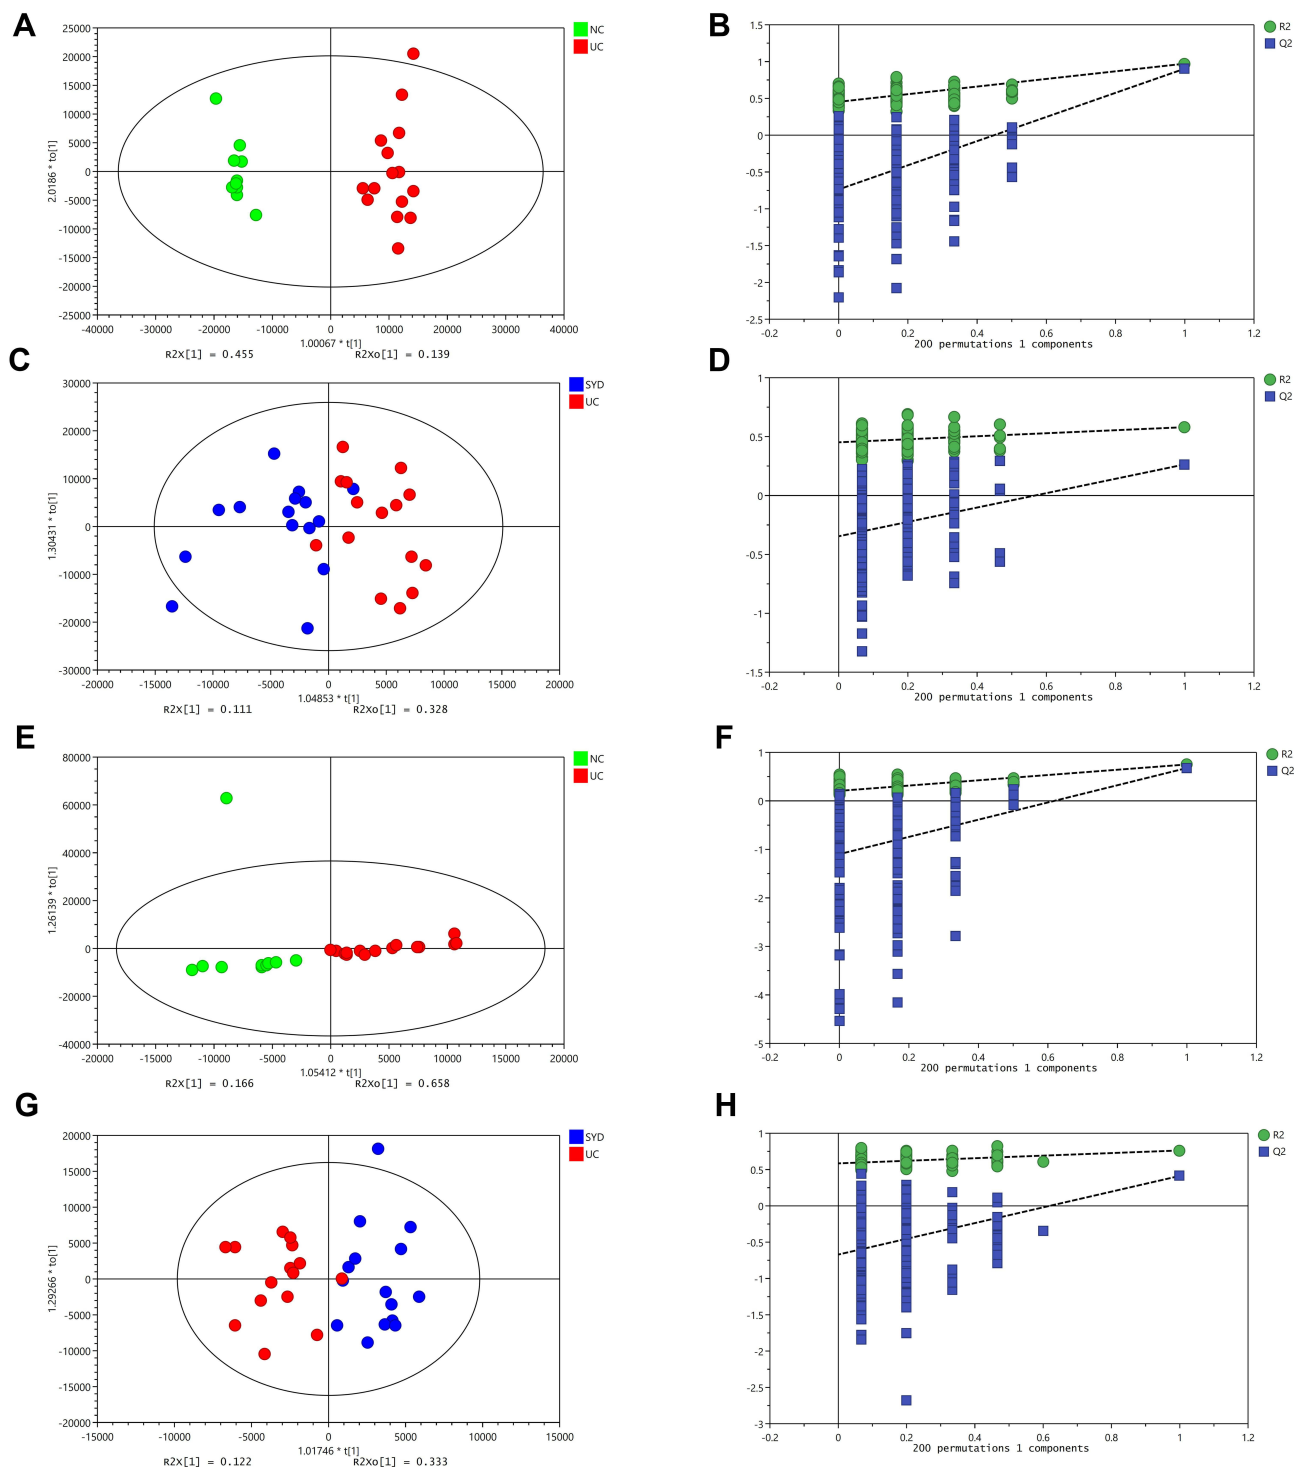 A
NC
UC
25000
20000
15000
10000
5000
0
-5000
-10000
-15000
-20000
-25000
2.0186 * to[1]
-40000 -30000 -20000 -10000 0 10000 20000 30000 40000
1.00067 * t[1]
R2X[1] = 0.455 R2Xo[1] = 0.139
B
R2
Q2
1.5
1
0.5
0
-0.5
-1
-1.5
-2
-2.5
-0.2 0 0.2 0.4 0.6 0.8 1 1.2
200 permutations 1 components
C
SYD
UC
30000
20000
10000
0
-10000
-20000
-30000
1.30431 * to[1]
-20000 -15000 -10000 -5000 0 5000 10000 15000 20000
1.04853 * t[1]
R2X[1] = 0.111 R2Xo[1] = 0.328
D
R2
Q2
1
0.5
0
-0.5
-1
-1.5
-0.2 0 0.2 0.4 0.6 0.8 1 1.2
200 permutations 1 components
E
NC
UC
80000
60000
40000
20000
0
-20000
-40000
1.26139 * to[1]
-20000 -15000 -10000 -5000 0 5000 10000 15000 20000
1.05412 * t[1]
R2X[1] = 0.166 R2Xo[1] = 0.658
F
R2
Q2
1
0
-1
-2
-3
-4
-5
-0.2 0 0.2 0.4 0.6 0.8 1 1.2
200 permutations 1 components
G
SYD
UC
20000
15000
10000
5000
0
-5000
-10000
-15000
-20000
1.29266 * to[1]
-15000 -10000 -5000 0 5000 10000 15000
1.01746 * t[1]
R2X[1] = 0.122 R2Xo[1] = 0.333
H
R2
Q2
1
0.5
0
-0.5
-1
-1.5
-2
-2.5
-3
-0.2 0 0.2 0.4 0.6 0.8 1 1.2
200 permutations 1 components